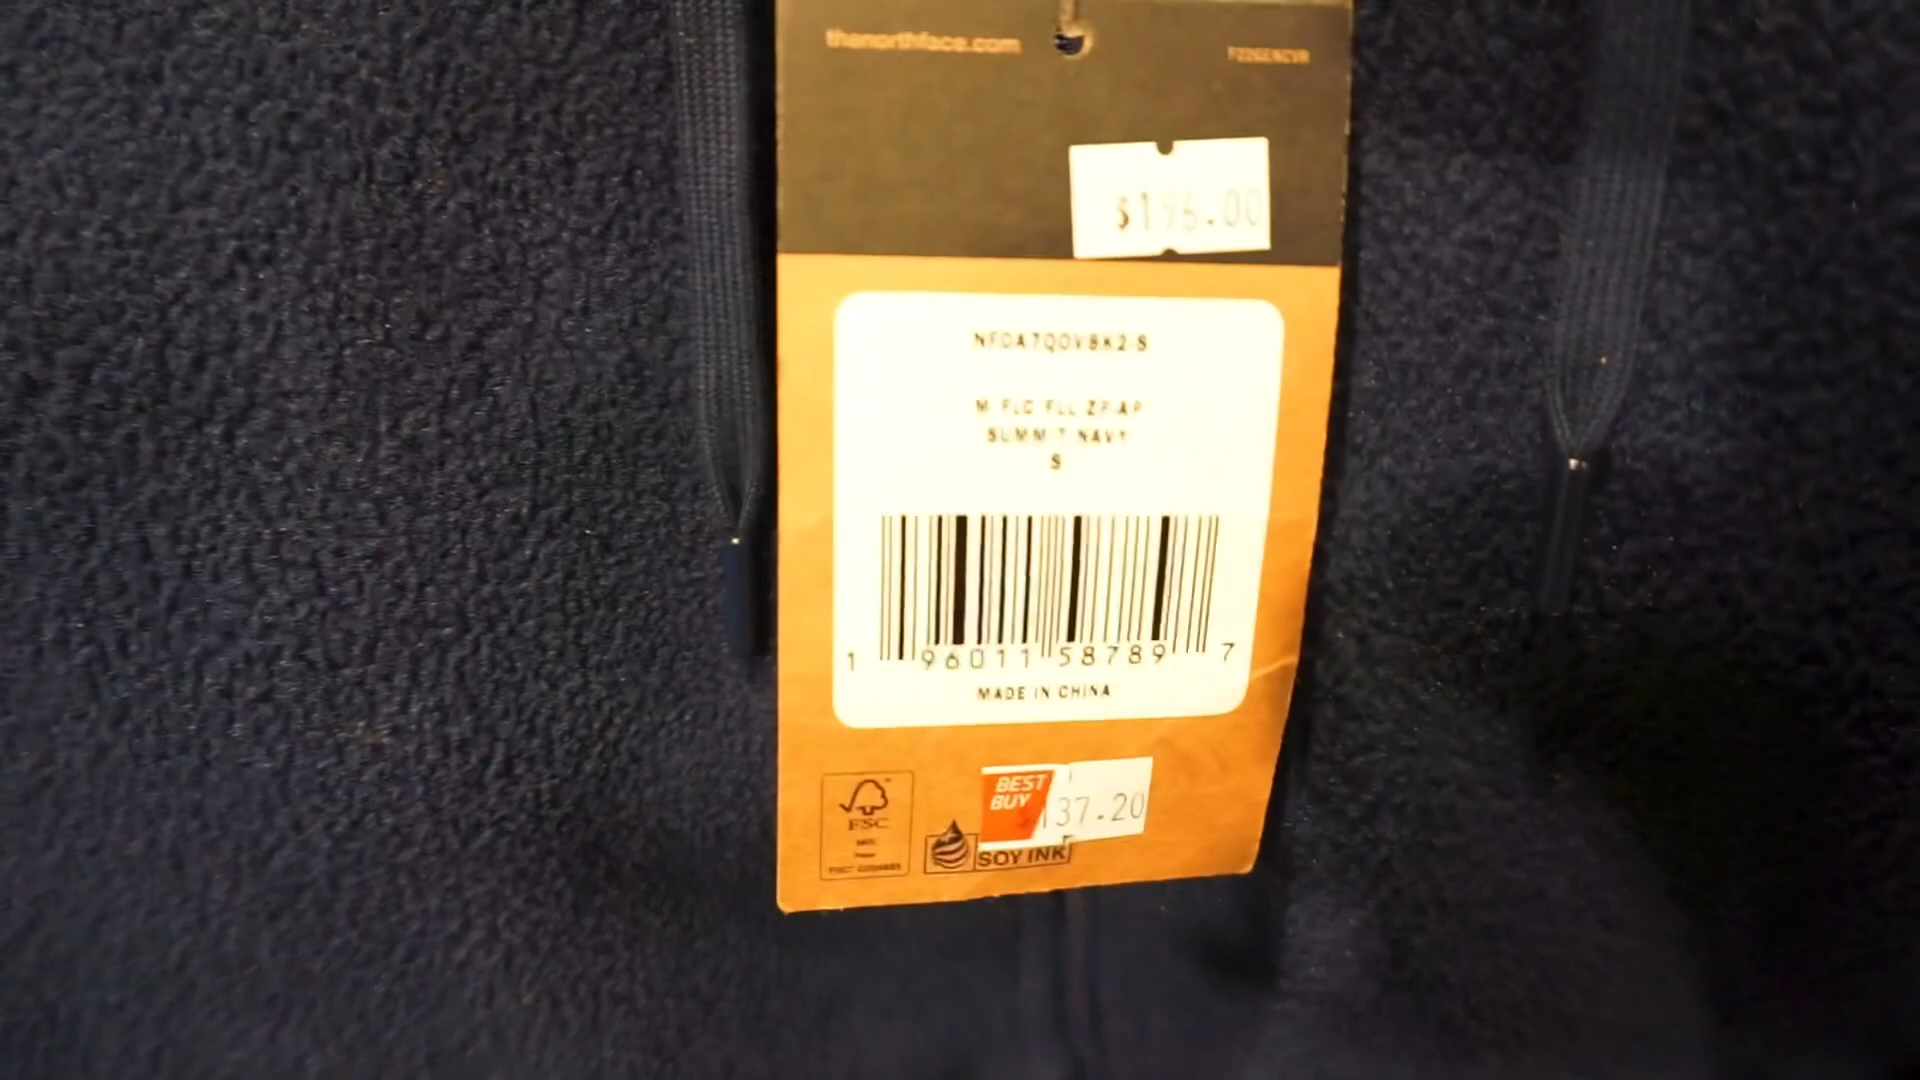 thenorthface.com
$196.00
NF0A7QOV8K2-S
M FLC FLL ZP-AP
SUMMIT NAVY
S
1 96011 58789 7
MADE IN CHINA
BEST
BUY
$137.20
FSC
SOY INK